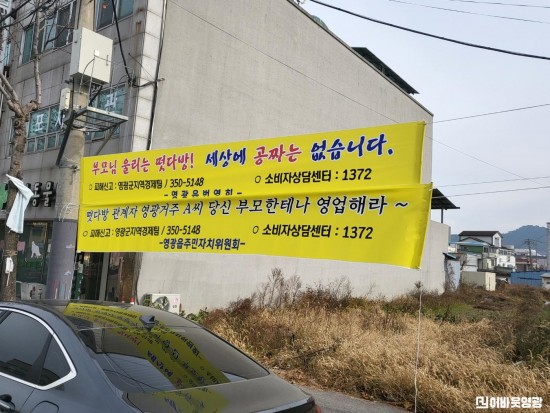 부모님 울리는 떳다방! 세상에 공짜는 없습니다.
○ 피해신고 : 영광군지역경제팀 / 350-5148 ○ 소비자상담센터 : 1372
-영광읍번영회-
떳다방 관계자 영광거주 A씨 당신 부모한테나 영업해라 ~
○ 피해신고 : 영광군지역경제팀 / 350-5148 ○ 소비자상담센터 : 1372
-영광읍주민자치위원회-
어바웃영광